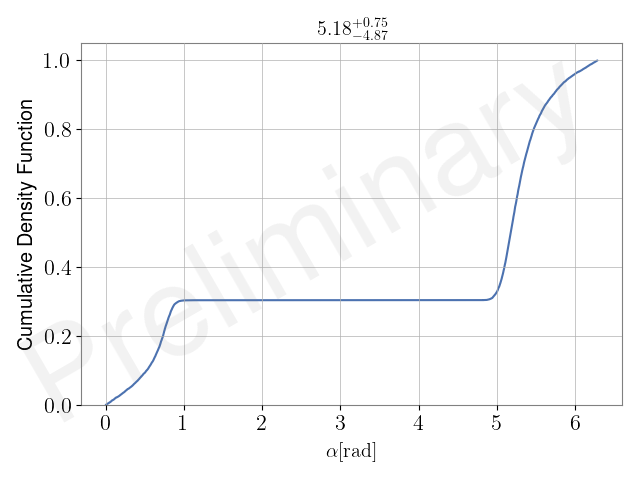 5.18^{+0.75}_{-4.87}
1.0
0.8
0.6
0.4
0.2
0.0
Cumulative Density Function
Preliminary
0 1 2 3 4 5 6
α[rad]